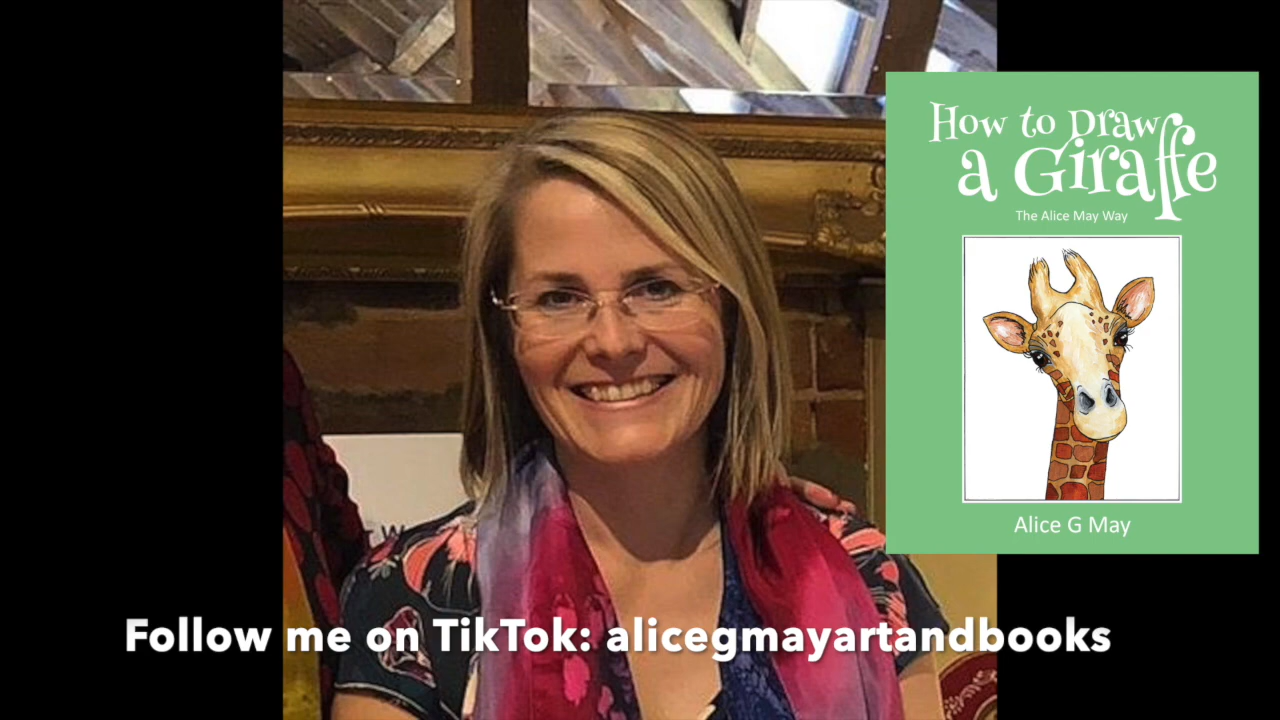 How to Draw
a Giraffe
The Alice May Way
Alice G May
Follow me on TikTok: alicegmayartandbooks